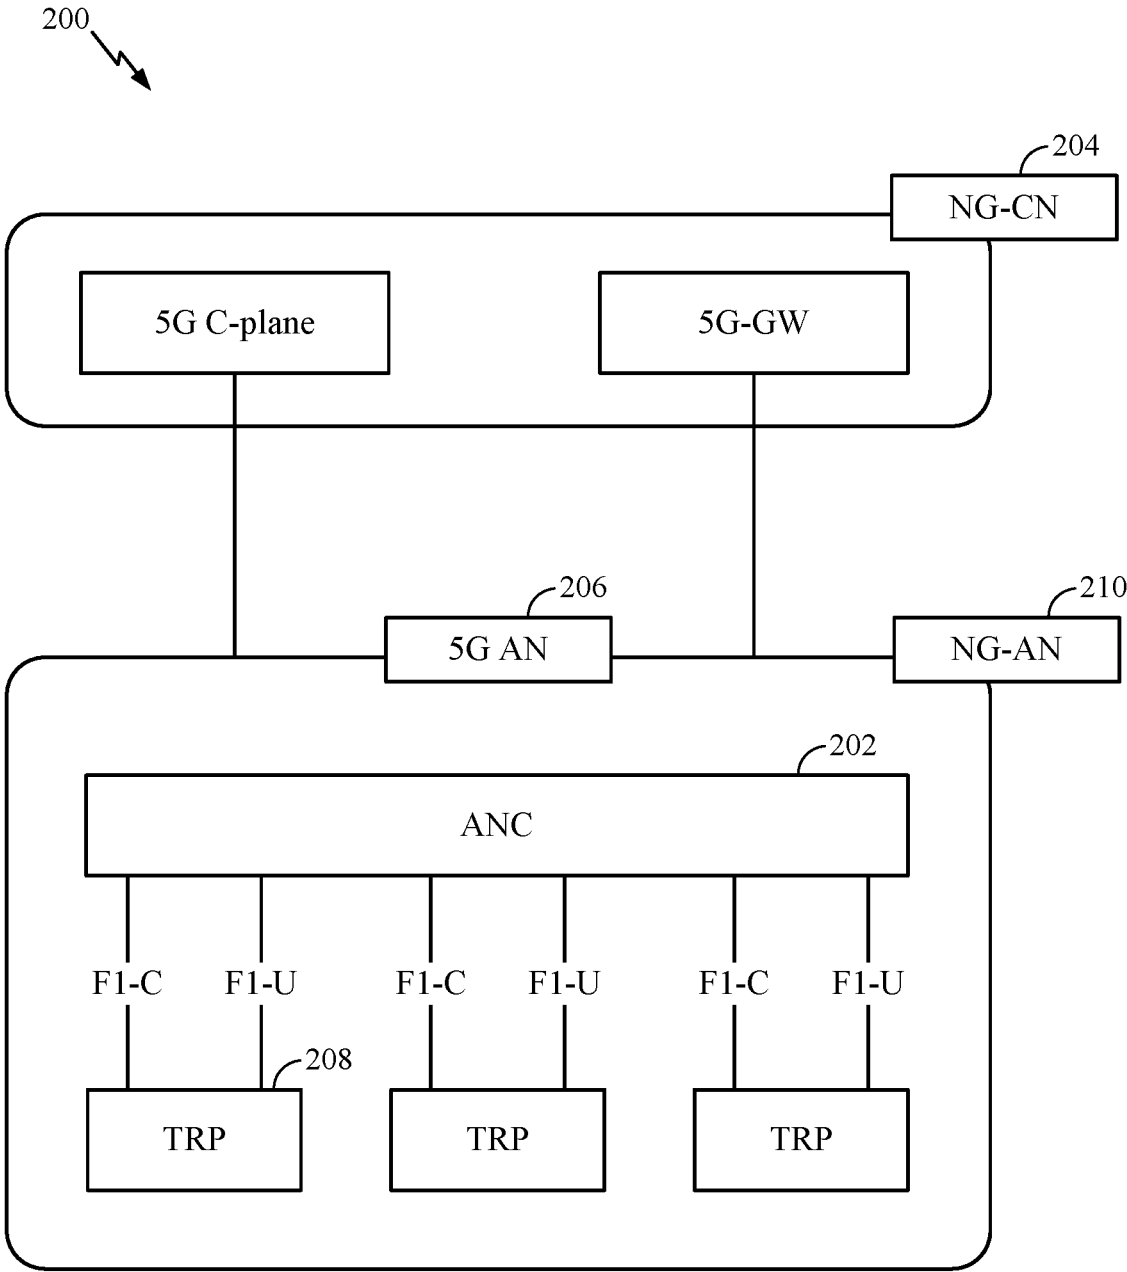 200
204
NG-CN
5G C-plane
5G-GW
206
210
5G AN
NG-AN
202
ANC
F1-C
F1-U
F1-C
F1-U
F1-C
F1-U
208
TRP
TRP
TRP